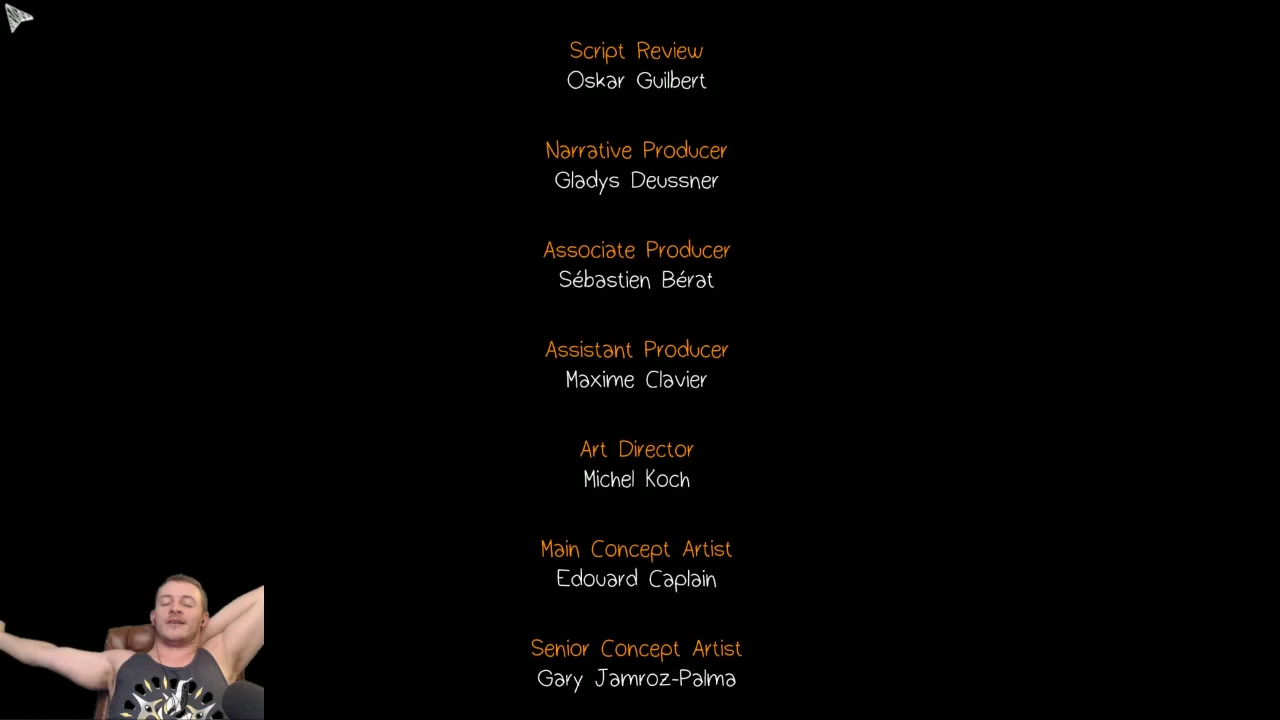 Script Review
Oskar Guilbert
Narrative Producer
Gladys Deussner
Associate Producer
Sébastien Bérat
Assistant Producer
Maxime Clavier
Art Director
Michel Koch
Main Concept Artist
Edouard Caplain
Senior Concept Artist
Gary Jamroz-Palma